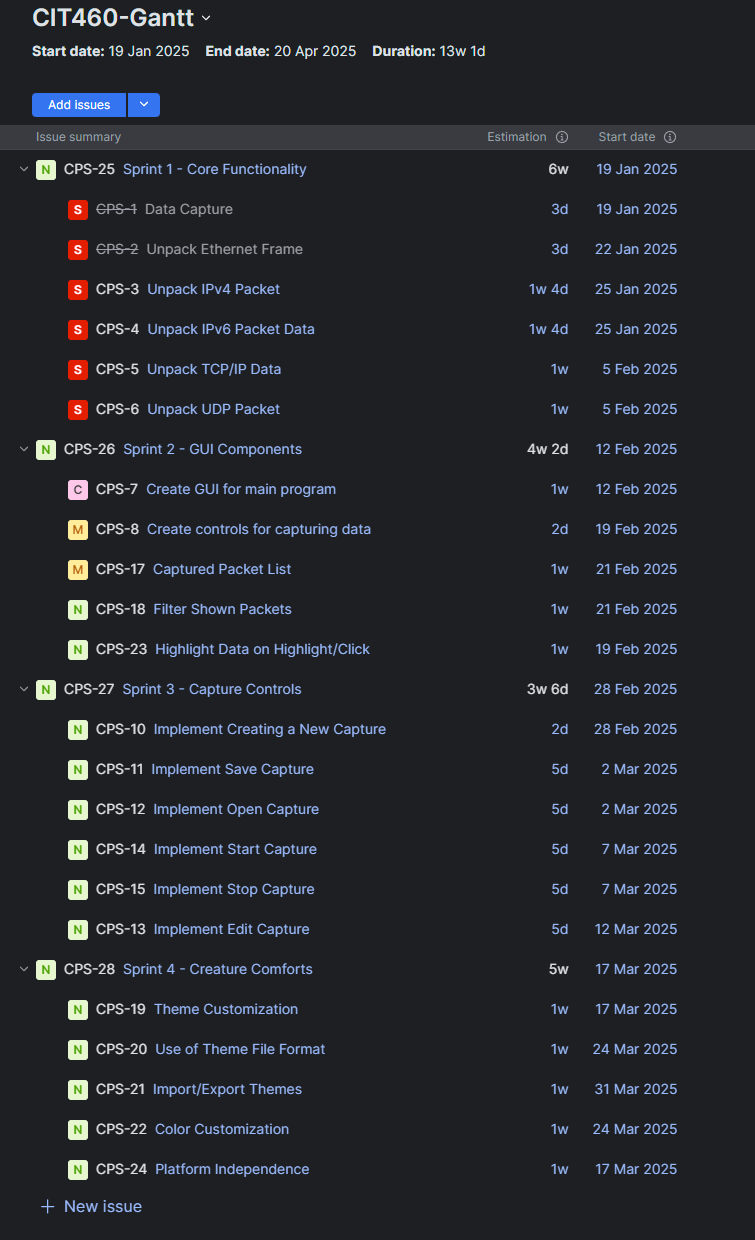 CIT460-Gantt
Start date: 19 Jan 2025 End date: 20 Apr 2025 Duration: 13w 1d
Add issues
Issue summary Estimation Start date
N CPS-25 Sprint 1 - Core Functionality 6w 19 Jan 2025
S CPS-1 Data Capture 3d 19 Jan 2025
S CPS-2 Unpack Ethernet Frame 3d 22 Jan 2025
S CPS-3 Unpack IPv4 Packet 1w 4d 25 Jan 2025
S CPS-4 Unpack IPv6 Packet Data 1w 4d 25 Jan 2025
S CPS-5 Unpack TCP/IP Data 1w 5 Feb 2025
S CPS-6 Unpack UDP Packet 1w 5 Feb 2025
N CPS-26 Sprint 2 - GUI Components 4w 2d 12 Feb 2025
C CPS-7 Create GUI for main program 1w 12 Feb 2025
M CPS-8 Create controls for capturing data 2d 19 Feb 2025
M CPS-17 Captured Packet List 1w 21 Feb 2025
N CPS-18 Filter Shown Packets 1w 21 Feb 2025
N CPS-23 Highlight Data on Highlight/Click 1w 19 Feb 2025
N CPS-27 Sprint 3 - Capture Controls 3w 6d 28 Feb 2025
N CPS-10 Implement Creating a New Capture 2d 28 Feb 2025
N CPS-11 Implement Save Capture 5d 2 Mar 2025
N CPS-12 Implement Open Capture 5d 2 Mar 2025
N CPS-14 Implement Start Capture 5d 7 Mar 2025
N CPS-15 Implement Stop Capture 5d 7 Mar 2025
N CPS-13 Implement Edit Capture 5d 12 Mar 2025
N CPS-28 Sprint 4 - Creature Comforts 5w 17 Mar 2025
N CPS-19 Theme Customization 1w 17 Mar 2025
N CPS-20 Use of Theme File Format 1w 24 Mar 2025
N CPS-21 Import/Export Themes 1w 31 Mar 2025
N CPS-22 Color Customization 1w 24 Mar 2025
N CPS-24 Platform Independence 1w 17 Mar 2025
+ New issue